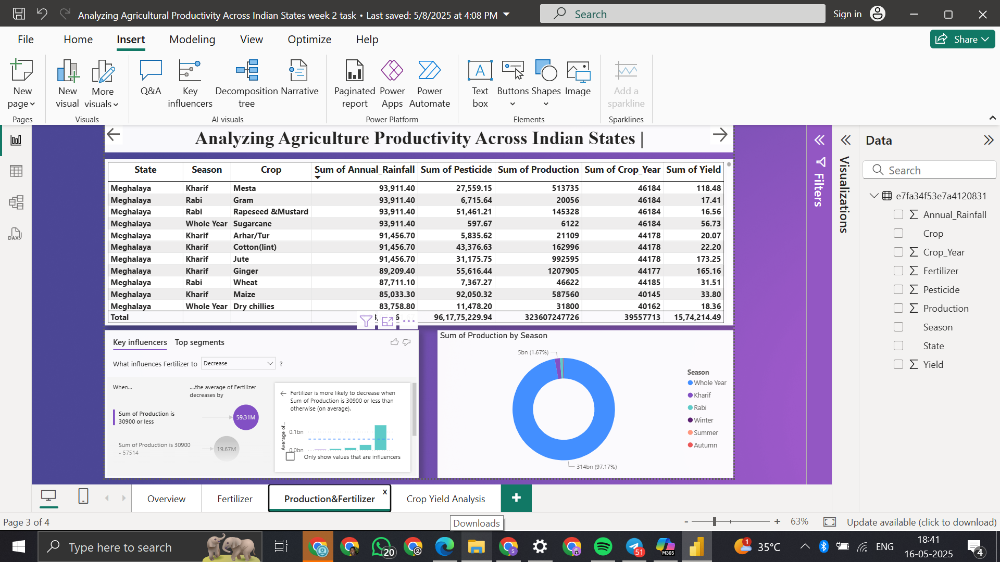 Analyzing Agricultural Productivity Across Indian States week 2 task • Last saved: 5/8/2025 at 4:08 PM
Search
Sign in
File Home Insert Modeling View Optimize Help
Share
New page
New visual
More visuals
Q&A
Key influencers
Decomposition tree
Narrative
Paginated report
Power Apps
Power Automate
Text box
Buttons
Shapes
Image
Add a sparkline
Pages Visuals AI visuals Power Platform Elements Sparklines
DAX
Analyzing Agriculture Productivity Across Indian States |
State Season Crop Sum of Annual_Rainfall Sum of Pesticide Sum of Production Sum of Crop_Year Sum of Yield
Meghalaya Kharif Mesta 93,911.40 27,559.15 513735 46184 118.48
Meghalaya Rabi Gram 93,911.40 6,715.64 20056 46184 17.41
Meghalaya Rabi Rapeseed &Mustard 93,911.40 51,461.21 145328 46184 16.56
Meghalaya Whole Year Sugarcane 93,911.40 597.67 6122 46184 56.73
Meghalaya Kharif Arhar/Tur 91,456.70 5,835.62 21109 44178 20.07
Meghalaya Kharif Cotton(lint) 91,456.70 43,376.63 162996 44178 22.20
Meghalaya Kharif Jute 91,456.70 31,175.75 992595 44178 173.25
Meghalaya Kharif Ginger 89,209.40 55,616.44 1207905 44177 165.16
Meghalaya Rabi Wheat 87,711.10 7,367.27 46622 44185 31.51
Meghalaya Kharif Maize 85,033.30 92,050.32 587560 40145 33.80
Meghalaya Whole Year Dry chillies 83,758.80 11,478.20 31800 40162 18.36
Total 96,17,75,229.94 323607247726 39557713 15,74,214.49
Key influencers Top segments
What influences Fertilizer to Decrease ?
When...
....the average of Fertilizer
decreases by
Sum of Production is
30900 or less
59.31M
Sum of Production is 30900
- 57514
19.67M
Fertilizer is more likely to decrease when
Sum of Production is 30900 or less than
otherwise (on average).
Average of...
0.1bn
0.0bn
Only show values that are influencers
Sum of Production by Season
5bn (1.67%)
314bn (97.17%)
Season
Whole Year
Kharif
Rabi
Winter
Summer
Autumn
Filters
Visualizations
Data
Search
e7fa34f53e7a4120831
Annual_Rainfall
Crop
Crop_Year
Fertilizer
Pesticide
Production
Season
State
Yield
Overview Fertilizer Production&Fertilizer x Crop Yield Analysis +
Page 3 of 4
Downloads
- + 63%
Update available (click to download)
Type here to search
20
S
51
M365
1
35°C
ENG
18:41
16-05-2025
4